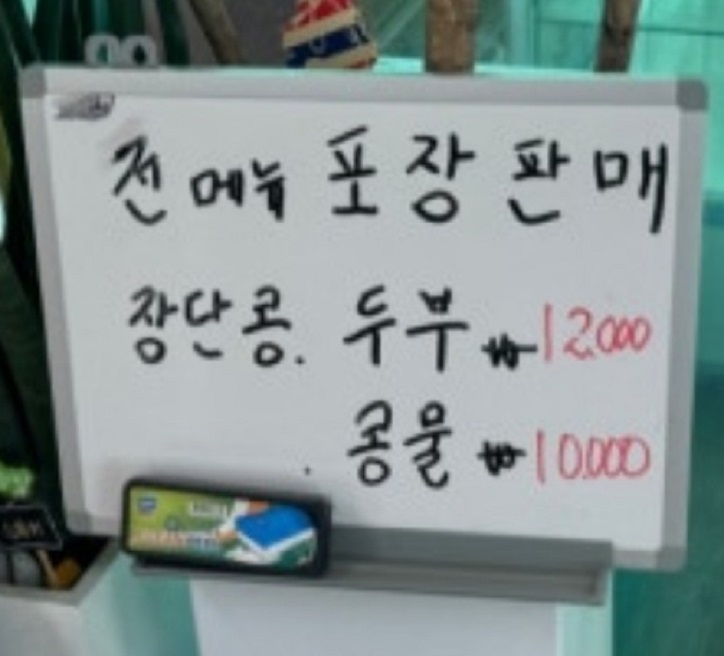 전 메뉴 포장 판매
장단콩. 두부 ₩12.000
. 콩물 ₩10.000